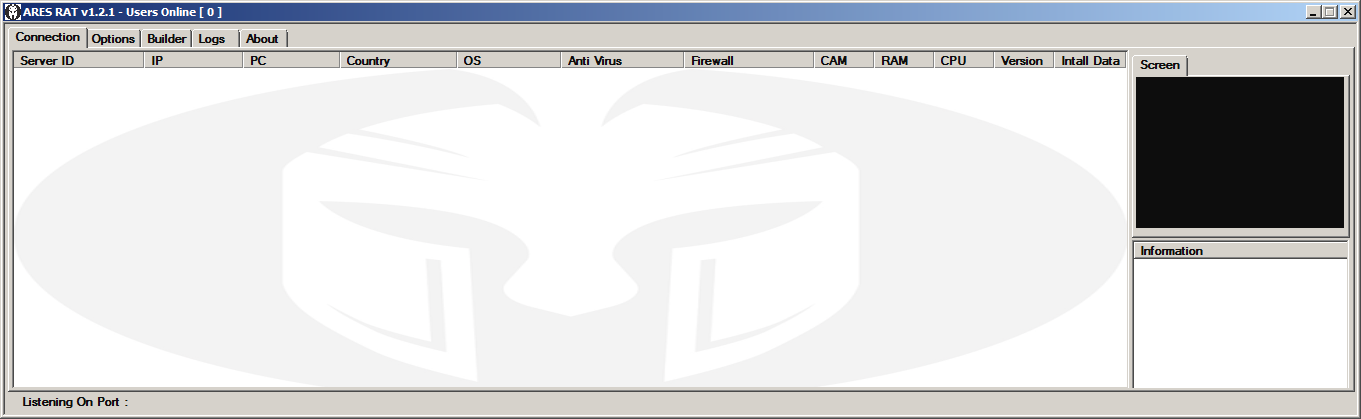 ARES RAT v1.2.1 - Users Online [ 0 ]
Connection Options Builder Logs About
Server ID IP PC Country OS Anti Virus Firewall CAM RAM CPU Version Intall Data
Screen
Information
Listening On Port :